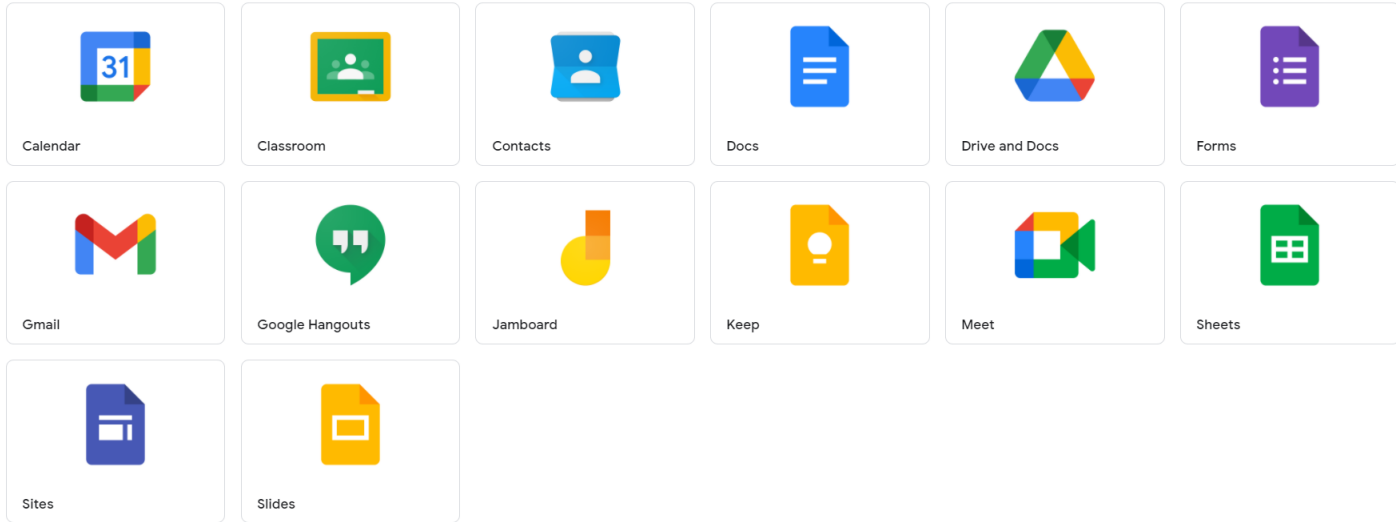 31
Calendar
Classroom
Contacts
Docs
Drive and Docs
Forms
Gmail
Google Hangouts
Jamboard
Keep
Meet
Sheets
Sites
Slides